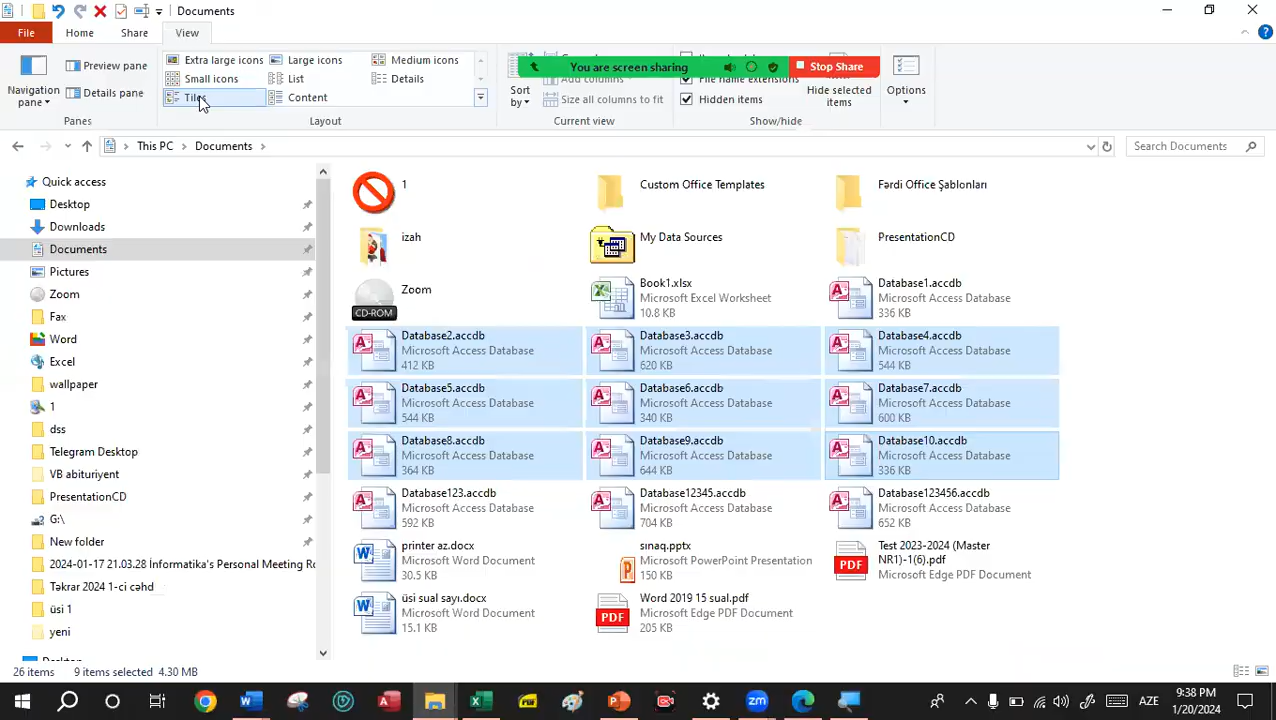 Documents
File
Home
Share
View
Preview pane
Details pane
Navigation
pane
Panes
Extra large icons
Large icons
Medium icons
Small icons
List
Details
Tiles
Content
Layout
Sort
by
Size all columns to fit
Current view
You are screen sharing
Stop Share
File name extensions
Hidden items
Hide selected
items
Show/hide
Options
This PC
Documents
Search Documents
Quick access
Desktop
Downloads
Documents
Pictures
Zoom
Fax
Word
Excel
wallpaper
1
dss
Telegram Desktop
VB abituriyent
PresentationCD
G:\
New folder
2024-01-17 21.03.28 İnformatika's Personal Meeting Ro
Təkrar 2024 1-ci cəhd
üsi 1
yeni
1
Custom Office Templates
Fərdi Office Şablonları
izah
My Data Sources
PresentationCD
Zoom
CD-ROM
Book1.xlsx
Microsoft Excel Worksheet
10.8 KB
Database1.accdb
Microsoft Access Database
336 KB
Database2.accdb
Microsoft Access Database
412 KB
Database3.accdb
Microsoft Access Database
620 KB
Database4.accdb
Microsoft Access Database
544 KB
Database5.accdb
Microsoft Access Database
544 KB
Database6.accdb
Microsoft Access Database
340 KB
Database7.accdb
Microsoft Access Database
600 KB
Database8.accdb
Microsoft Access Database
364 KB
Database9.accdb
Microsoft Access Database
644 KB
Database10.accdb
Microsoft Access Database
336 KB
Database123.accdb
Microsoft Access Database
592 KB
Database12345.accdb
Microsoft Access Database
704 KB
Database123456.accdb
Microsoft Access Database
652 KB
printer az.docx
Microsoft Word Document
30.5 KB
sınaq.pptx
Microsoft PowerPoint Presentation
150 KB
Test 2023-2024 (Master
NR1)-1(6).pdf
Microsoft Edge PDF Document
üsi sual sayı.docx
Microsoft Word Document
15.1 KB
Word 2019 15 sual.pdf
Microsoft Edge PDF Document
205 KB
26 items
9 items selected
4.30 MB
AZE
9:38 PM
1/20/2024